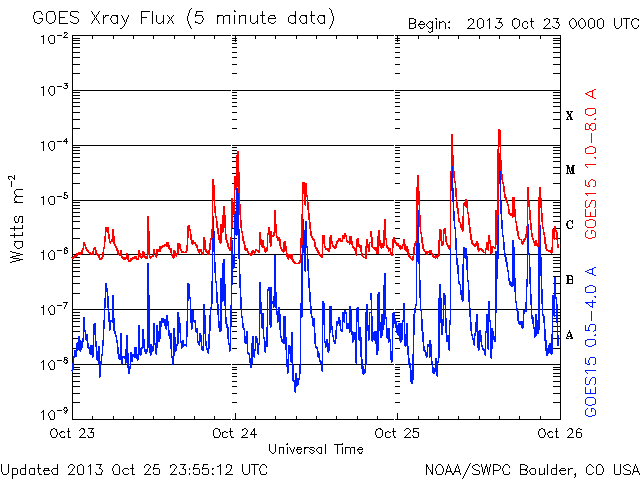 GOES Xray Flux (5 minute data)
Begin: 2013 Oct 23 0000 UTC
10-2
10-3
10-4
10-5
10-6
10-7
10-8
10-9
Watts m-2
X
M
C
B
A
GOES15 1.0-8.0 A
GOES15 0.5-4.0 A
Oct 23 Oct 24 Oct 25 Oct 26
Universal Time
Updated 2013 Oct 25 23:55:12 UTC
NOAA/SWPC Boulder, CO USA